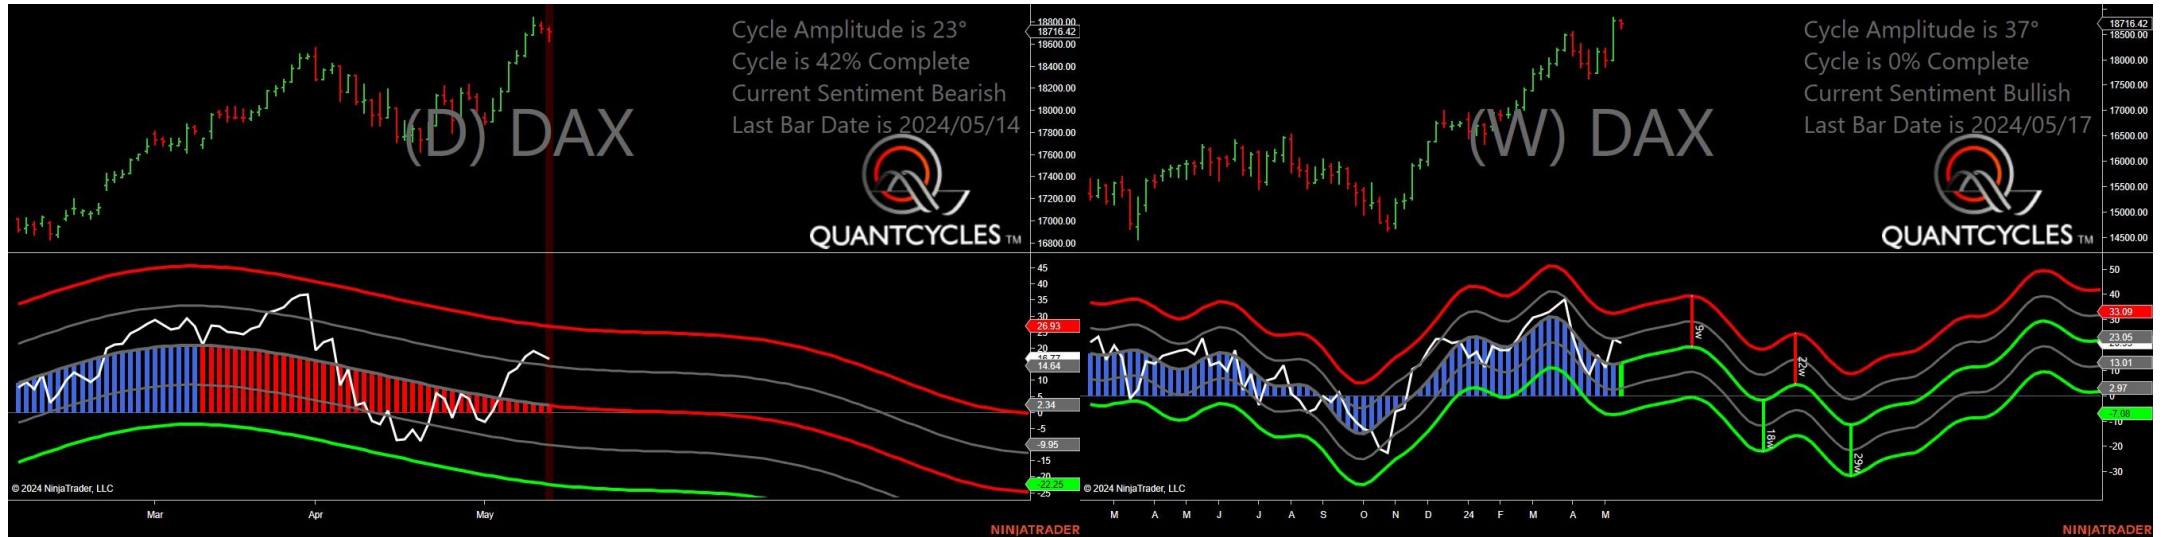 Cycle Amplitude is 23°
Cycle is 42% Complete
Current Sentiment Bearish
Last Bar Date is 2024/05/14
(D) DAX
QUANTCYCLES TM
18800.00
18716.42
18600.00
18400.00
18200.00
18000.00
17800.00
17600.00
17400.00
17200.00
17000.00
16800.00
45
40
35
30
26.93
20
16.77
14.64
10
5
2.34
0
-5
-9.95
-15
-22.25
-25
© 2024 NinjaTrader, LLC
Mar Apr May
NINJATRADER
Cycle Amplitude is 37°
Cycle is 0% Complete
Current Sentiment Bullish
Last Bar Date is 2024/05/17
(W) DAX
QUANTCYCLES TM
18716.42
18500.00
18000.00
17500.00
17000.00
16500.00
16000.00
15500.00
15000.00
14500.00
50
40
33.09
30
23.05
13.01
10
2.97
0
-7.08
-10
-20
-30
9w
22w
18w
29w
© 2024 NinjaTrader, LLC
M A M J J A S O N D 24 F M A M
NINJATRADER